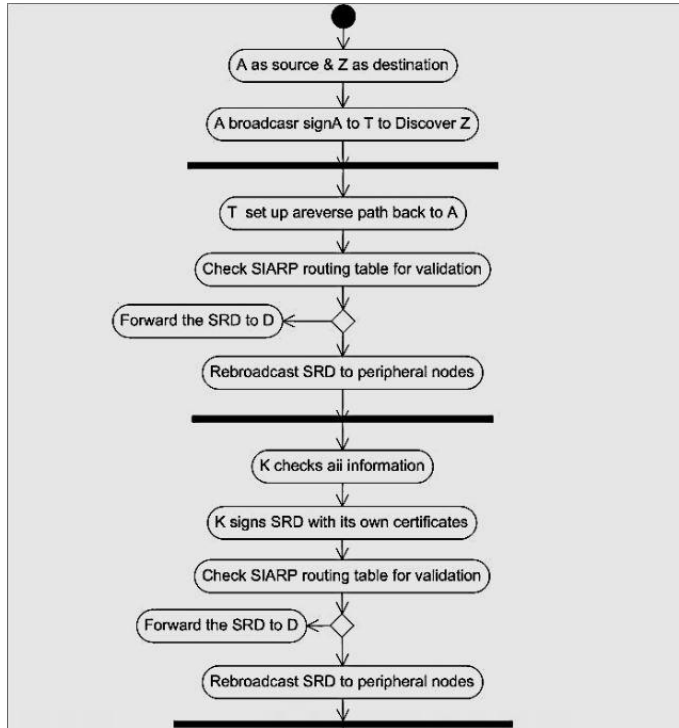 A as source & Z as destination
A broadcasr signA to T to Discover Z
T set up areverse path back to A
Check SIARP routing table for validation
Forward the SRD to D
Rebroadcast SRD to peripheral nodes
K checks aii information
K signs SRD with its own certificates
Check SIARP routing table for validation
Forward the SRD to D
Rebroadcast SRD to peripheral nodes